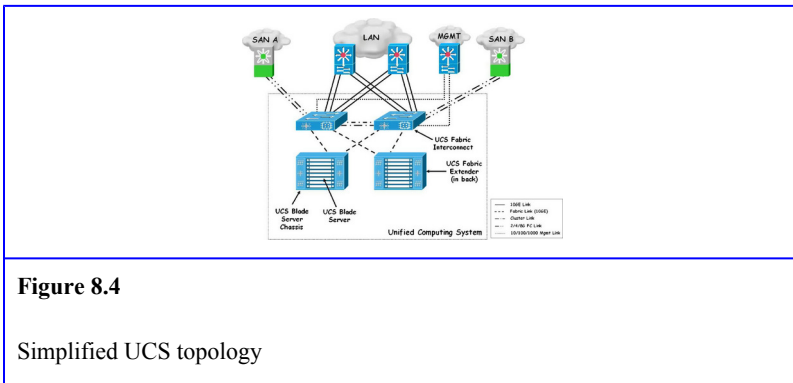 SAN A
LAN
MGMT
SAN B
UCS Fabric
Interconnect
UCS Fabric
Extender
(in back)
UCS Blade
Server
Chassis
UCS Blade
Server
Unified Computing System
10GE Link
Fabric Link (10GE)
Cluster Link
2/4/8G FC Link
10/100/1000 Mgmt Link
Figure 8.4
Simplified UCS topology